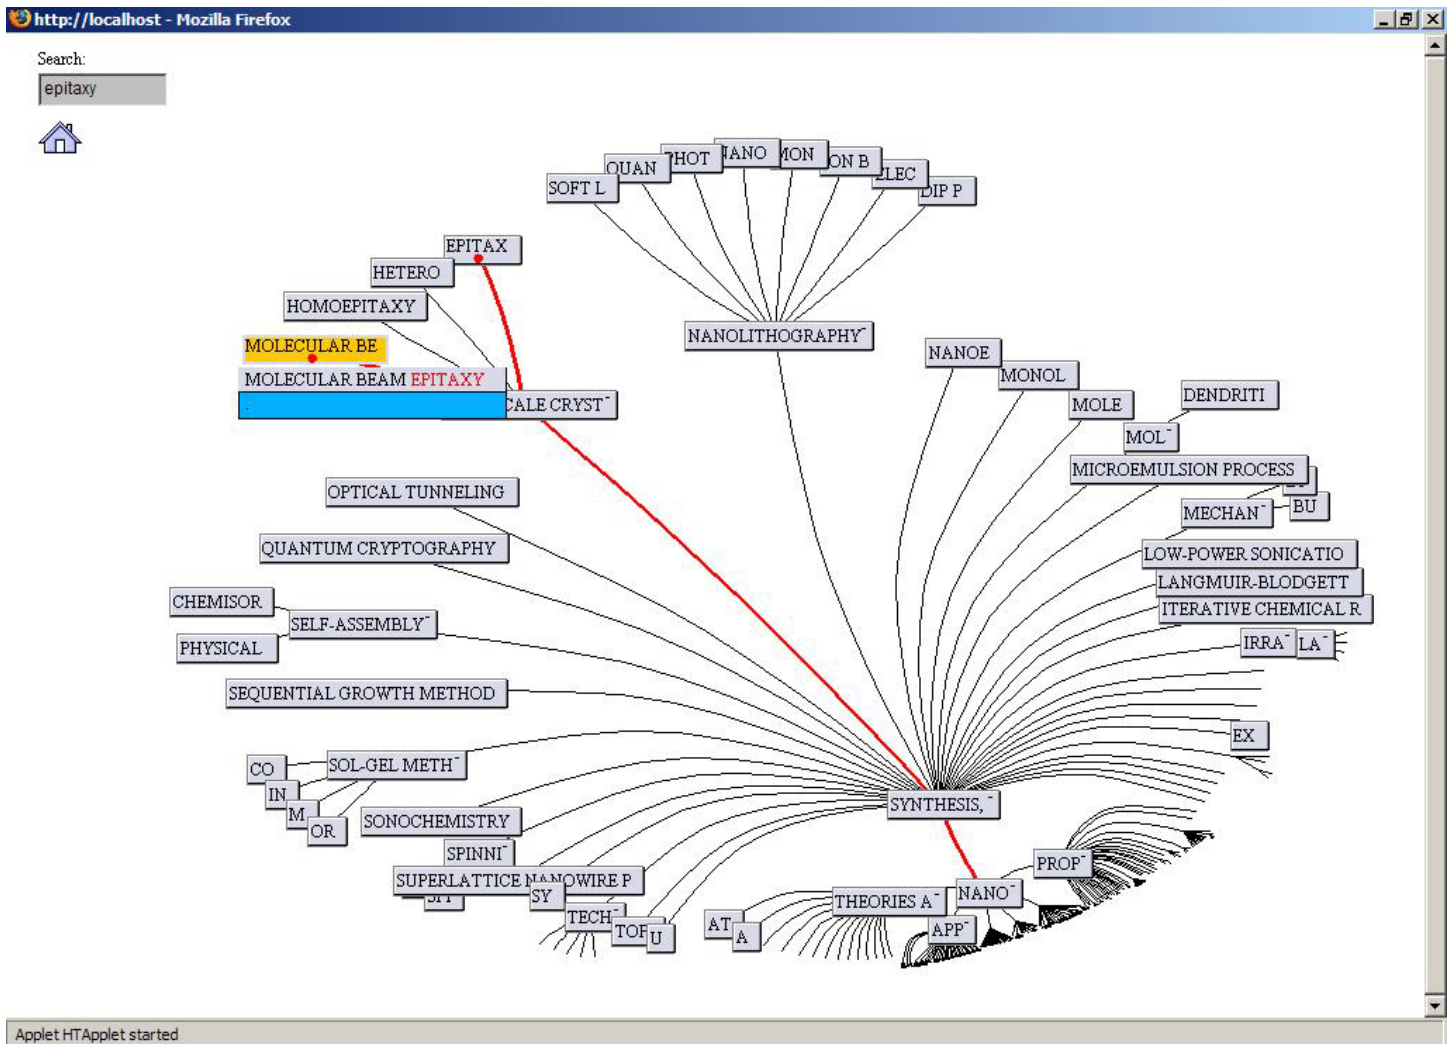 http://localhost - Mozilla Firefox
Search:
epitaxy
NANO
MON
PHOT
ON B
QUAN
ELEC
SOFT L
DIP P
EPITAX
HETERO
HOMOEPITAXY
NANOLITHOGRAPHY-
MOLECULAR BE
NANOE
MOLECULAR BEAM EPITAXY
MONOL
DENDRITI
CALE CRYST-
MOLE
MOL-
MICROEMULSION PROCESS
OPTICAL TUNNELING
BU
MECHAN-
QUANTUM CRYPTOGRAPHY
LOW-POWER SONICATIO
LANGMUIR-BLODGETT
CHEMISOR
ITERATIVE CHEMICAL R
SELF-ASSEMBLY-
PHYSICAL
IRRA-
LA-
SEQUENTIAL GROWTH METHOD
EX
SOL-GEL METH-
CO
IN
M
OR
SYNTHESIS, -
SONOCHEMISTRY
SPINNI-
PROP-
SUPERLATTICE NANOWIRE P
SY
THEORIES A-
NANO-
TECH-
TOP
U
AT
A
APP-
Applet HTApplet started